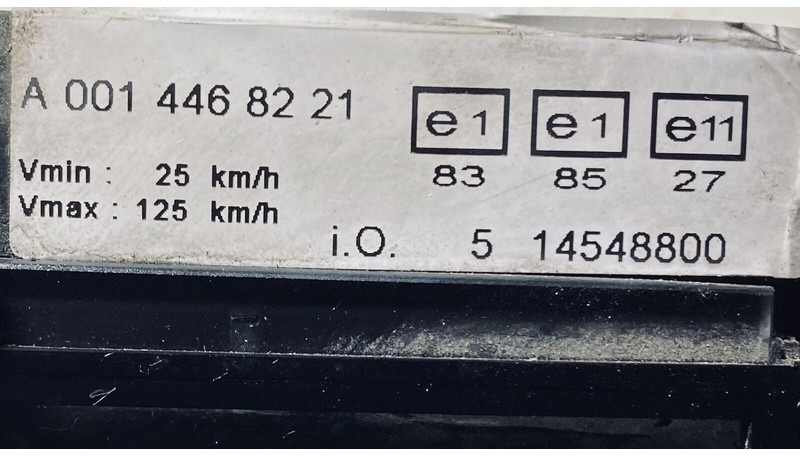 A 001 446 82 21
e1 e1 e11
83 85 27
Vmin : 25 km/h
Vmax : 125 km/h
i.O. 5 14548800